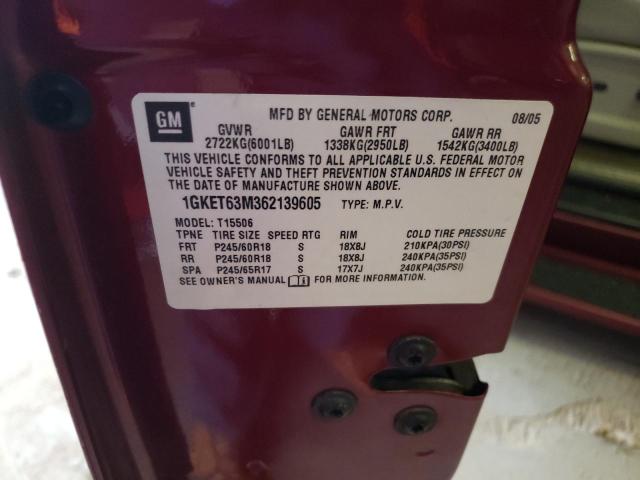 GM ® MFD BY GENERAL MOTORS CORP. 08/05
GVWR GAWR FRT GAWR RR
2722KG(6001LB) 1338KG(2950LB) 1542KG(3400LB)
THIS VEHICLE CONFORMS TO ALL APPLICABLE U.S. FEDERAL MOTOR
VEHICLE SAFETY AND THEFT PREVENTION STANDARDS IN EFFECT ON
THE DATE OF MANUFACTURE SHOWN ABOVE.
1GKET63M362139605 TYPE: M.P.V.
MODEL: T15506
TPNE TIRE SIZE SPEED RTG RIM COLD TIRE PRESSURE
FRT P245/60R18 S 18X8J 210KPA(30PSI)
RR P245/60R18 S 18X8J 240KPA(35PSI)
SPA P245/65R17 S 17X7J 240KPA(35PSI)
SEE OWNER'S MANUAL FOR MORE INFORMATION.